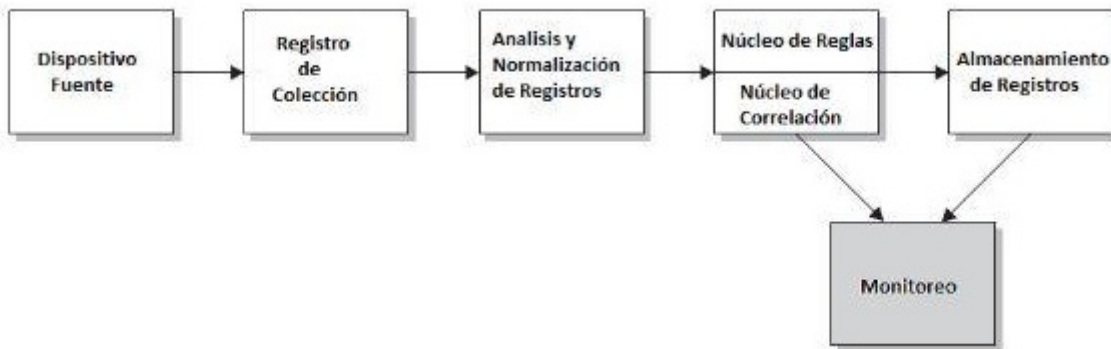 Dispositivo
Fuente
Registro
de
Colección
Analisis y
Normalización
de Registros
Núcleo de Reglas
Núcleo de
Correlación
Almacenamiento
de Registros
Monitoreo